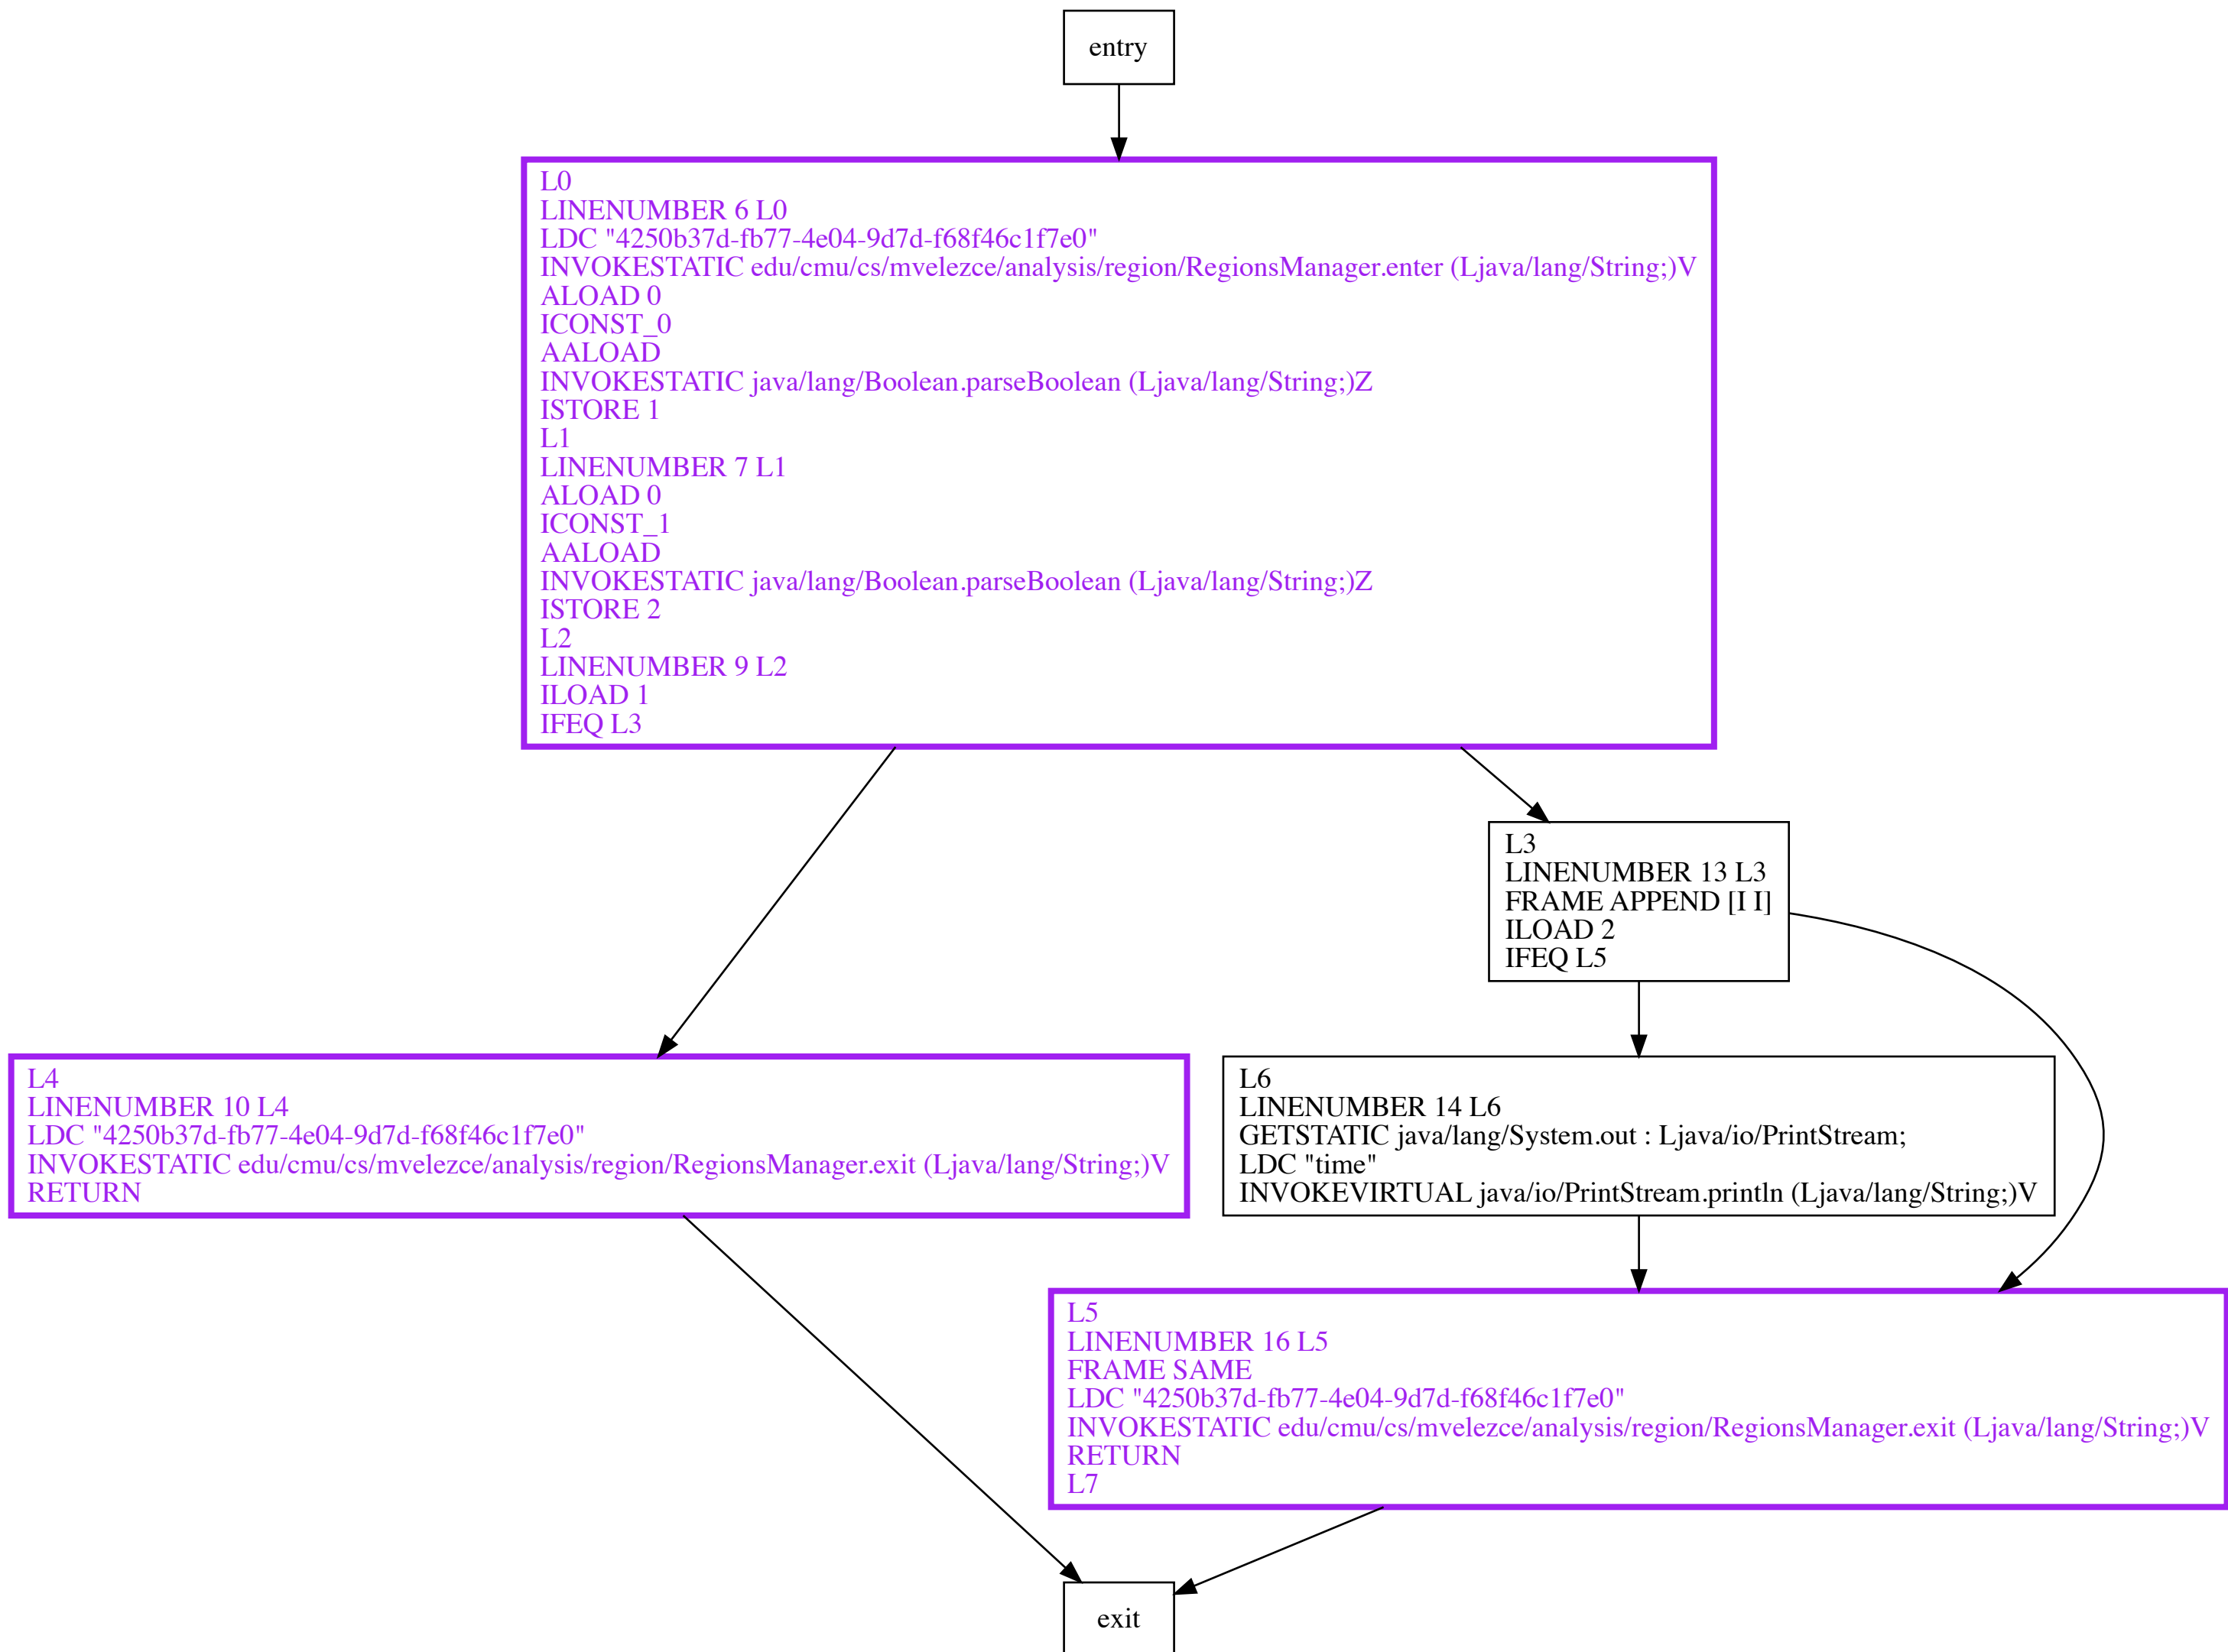 entry
L0
LINENUMBER 6 L0
LDC "4250b37d-fb77-4e04-9d7d-f68f46c1f7e0"
INVOKESTATIC edu/cmu/cs/mvelezce/analysis/region/RegionsManager.enter (Ljava/lang/String;)V
ALOAD 0
ICONST_0
AALOAD
INVOKESTATIC java/lang/Boolean.parseBoolean (Ljava/lang/String;)Z
ISTORE 1
L1
LINENUMBER 7 L1
ALOAD 0
ICONST_1
AALOAD
INVOKESTATIC java/lang/Boolean.parseBoolean (Ljava/lang/String;)Z
ISTORE 2
L2
LINENUMBER 9 L2
ILOAD 1
IFEQ L3
L3
LINENUMBER 13 L3
FRAME APPEND [I I]
ILOAD 2
IFEQ L5
L4
LINENUMBER 10 L4
LDC "4250b37d-fb77-4e04-9d7d-f68f46c1f7e0"
INVOKESTATIC edu/cmu/cs/mvelezce/analysis/region/RegionsManager.exit (Ljava/lang/String;)V
RETURN
L6
LINENUMBER 14 L6
GETSTATIC java/lang/System.out : Ljava/io/PrintStream;
LDC "time"
INVOKEVIRTUAL java/io/PrintStream.println (Ljava/lang/String;)V
L5
LINENUMBER 16 L5
FRAME SAME
LDC "4250b37d-fb77-4e04-9d7d-f68f46c1f7e0"
INVOKESTATIC edu/cmu/cs/mvelezce/analysis/region/RegionsManager.exit (Ljava/lang/String;)V
RETURN
L7
exit